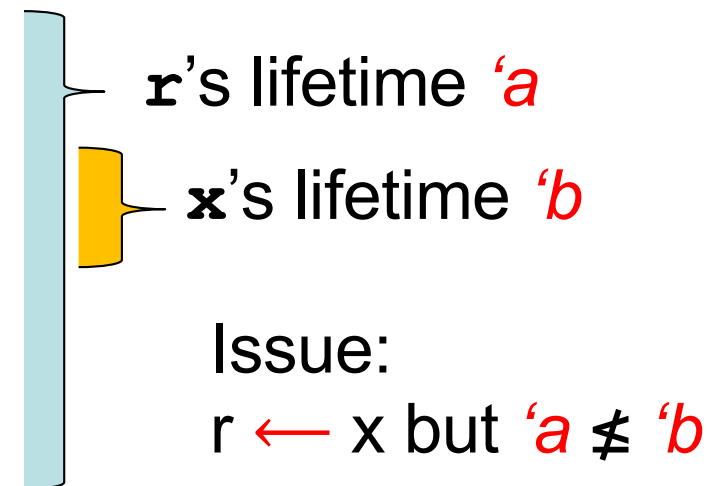 r’s lifetime ‘a
x’s lifetime ‘b
Issue:
r ⟵ x but ‘a ≰ ‘b